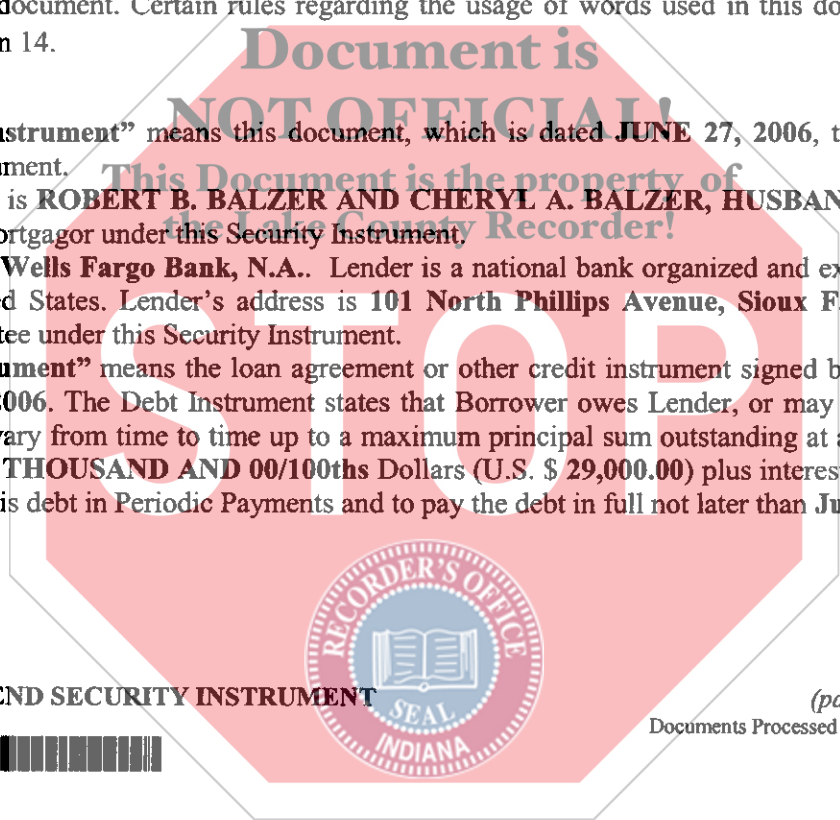 document. Certain rules regarding the usage of words used in this do
n 14.
Document is
NOT OFFICIAL!
nstrument” means this document, which is dated JUNE 27, 2006, t
ment.
This Document is the property of
is ROBERT B. BALZER AND CHERYL A. BALZER, HUSBAN
the Lake County Recorder!
ortgagor under this Security Instrument.
Wells Fargo Bank, N.A.. Lender is a national bank organized and ex
d States. Lender’s address is 101 North Phillips Avenue, Sioux F
ee under this Security Instrument.
ument” means the loan agreement or other credit instrument signed b
006. The Debt Instrument states that Borrower owes Lender, or may
vary from time to time up to a maximum principal sum outstanding at a
THOUSAND AND 00/100ths Dollars (U.S. $ 29,000.00) plus interes
is debt in Periodic Payments and to pay the debt in full not later than Ju
STOP
RECORDER'S OFFICE
SEAL
INDIANA
END SECURITY INSTRUMENT
(pa
Documents Processed